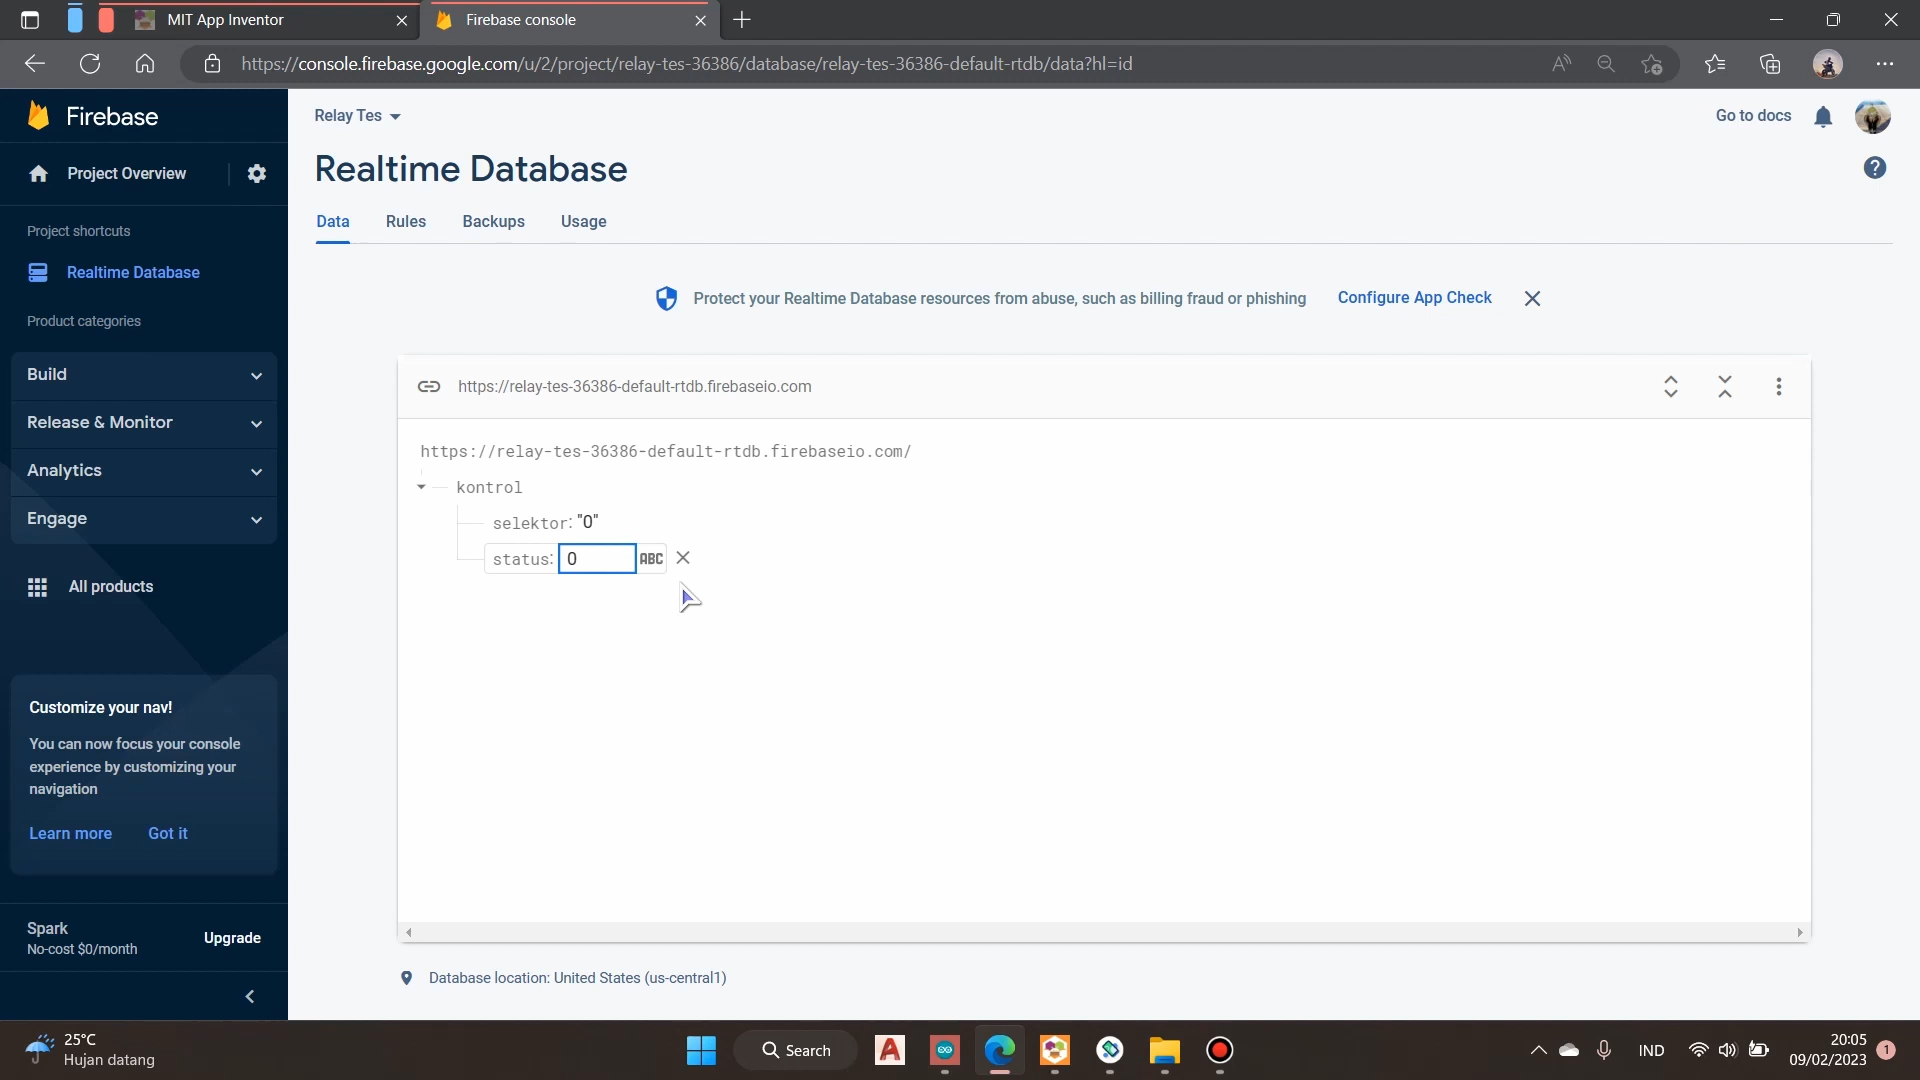 MIT App Inventor
Firebase console
https://console.firebase.google.com/u/2/project/relay-tes-36386/database/relay-tes-36386-default-rtdb/data?hl=id
Firebase
Relay Tes
Go to docs
Project Overview
Realtime Database
Data Rules Backups Usage
Project shortcuts
Realtime Database
Product categories
Build
Release & Monitor
Analytics
Engage
All products
Protect your Realtime Database resources from abuse, such as billing fraud or phishing
Configure App Check
https://relay-tes-36386-default-rtdb.firebaseio.com
https://relay-tes-36386-default-rtdb.firebaseio.com/
kontrol
selektor: "0"
status: 0 ABC
Customize your nav!
You can now focus your console
experience by customizing your
navigation
Learn more Got it
Spark
No-cost $0/month
Upgrade
Database location: United States (us-central1)
25°C
Hujan datang
Search
IND
20:05
09/02/2023
1